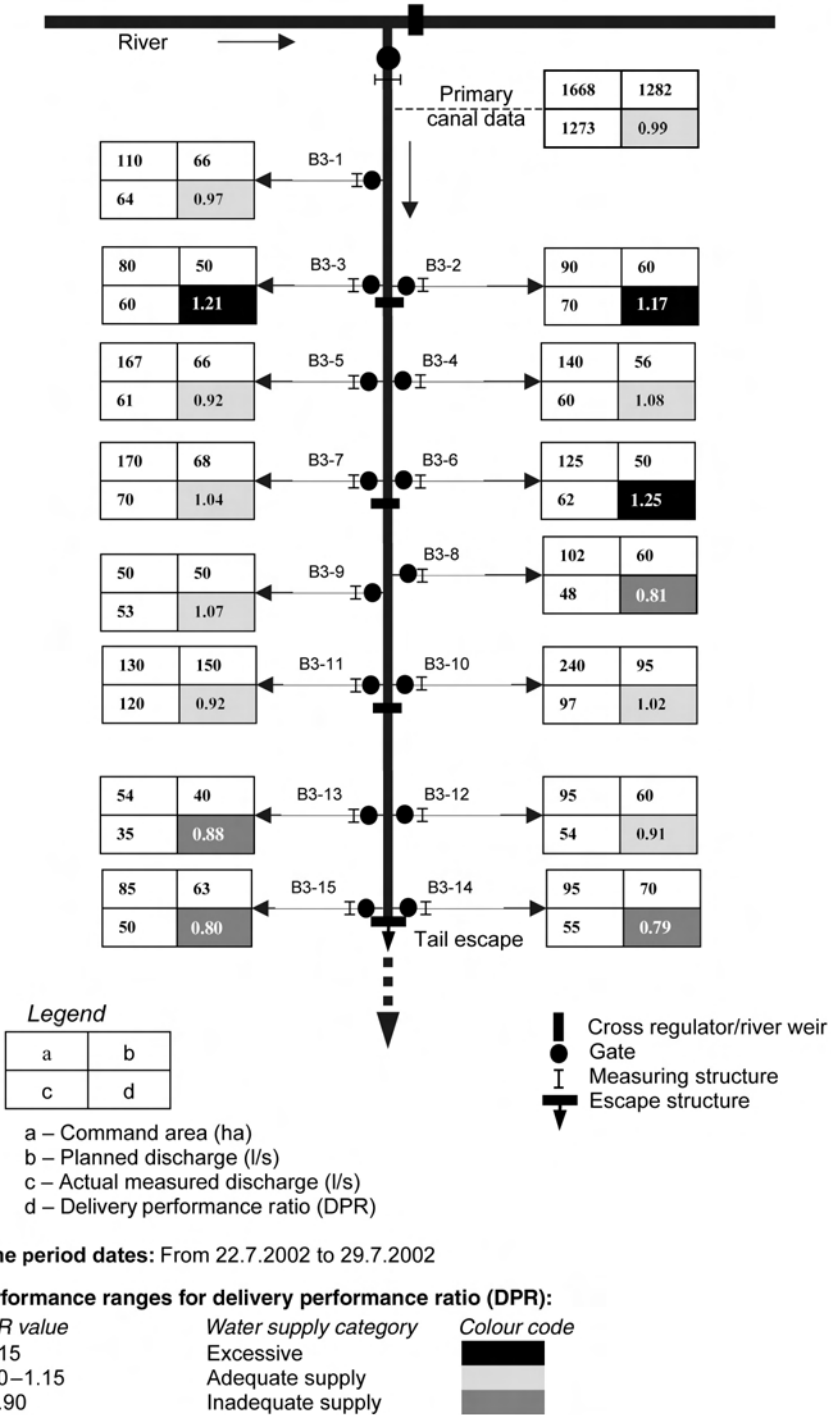 River
Primary
canal data
1668 1282
1273 0.99
B3-1
110 66
64 0.97
B3-3
80 50
60 1.21
B3-2
90 60
70 1.17
B3-5
167 66
61 0.92
B3-4
140 56
60 1.08
B3-7
170 68
70 1.04
B3-6
125 50
62 1.25
B3-8
102 60
48 0.81
B3-9
50 50
53 1.07
B3-11
130 150
120 0.92
B3-10
240 95
97 1.02
B3-13
54 40
35 0.88
B3-12
95 60
54 0.91
B3-15
85 63
50 0.80
B3-14
95 70
55 0.79
Tail escape
Legend
a b
c d
a – Command area (ha)
b – Planned discharge (l/s)
c – Actual measured discharge (l/s)
d – Delivery performance ratio (DPR)
Cross regulator/river weir
Gate
Measuring structure
Escape structure
ne period dates: From 22.7.2002 to 29.7.2002
formance ranges for delivery performance ratio (DPR):
R value Water supply category Colour code
15 Excessive
0–1.15 Adequate supply
.90 Inadequate supply